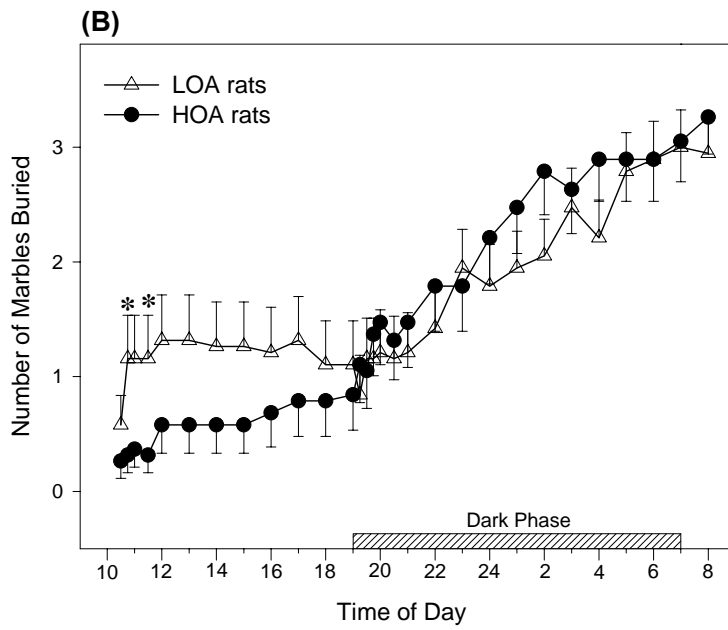 (B)
LOA rats
HOA rats
3
2
1
0
Number of Marbles Buried
* *
Dark Phase
10 12 14 16 18 20 22 24 2 4 6 8
Time of Day